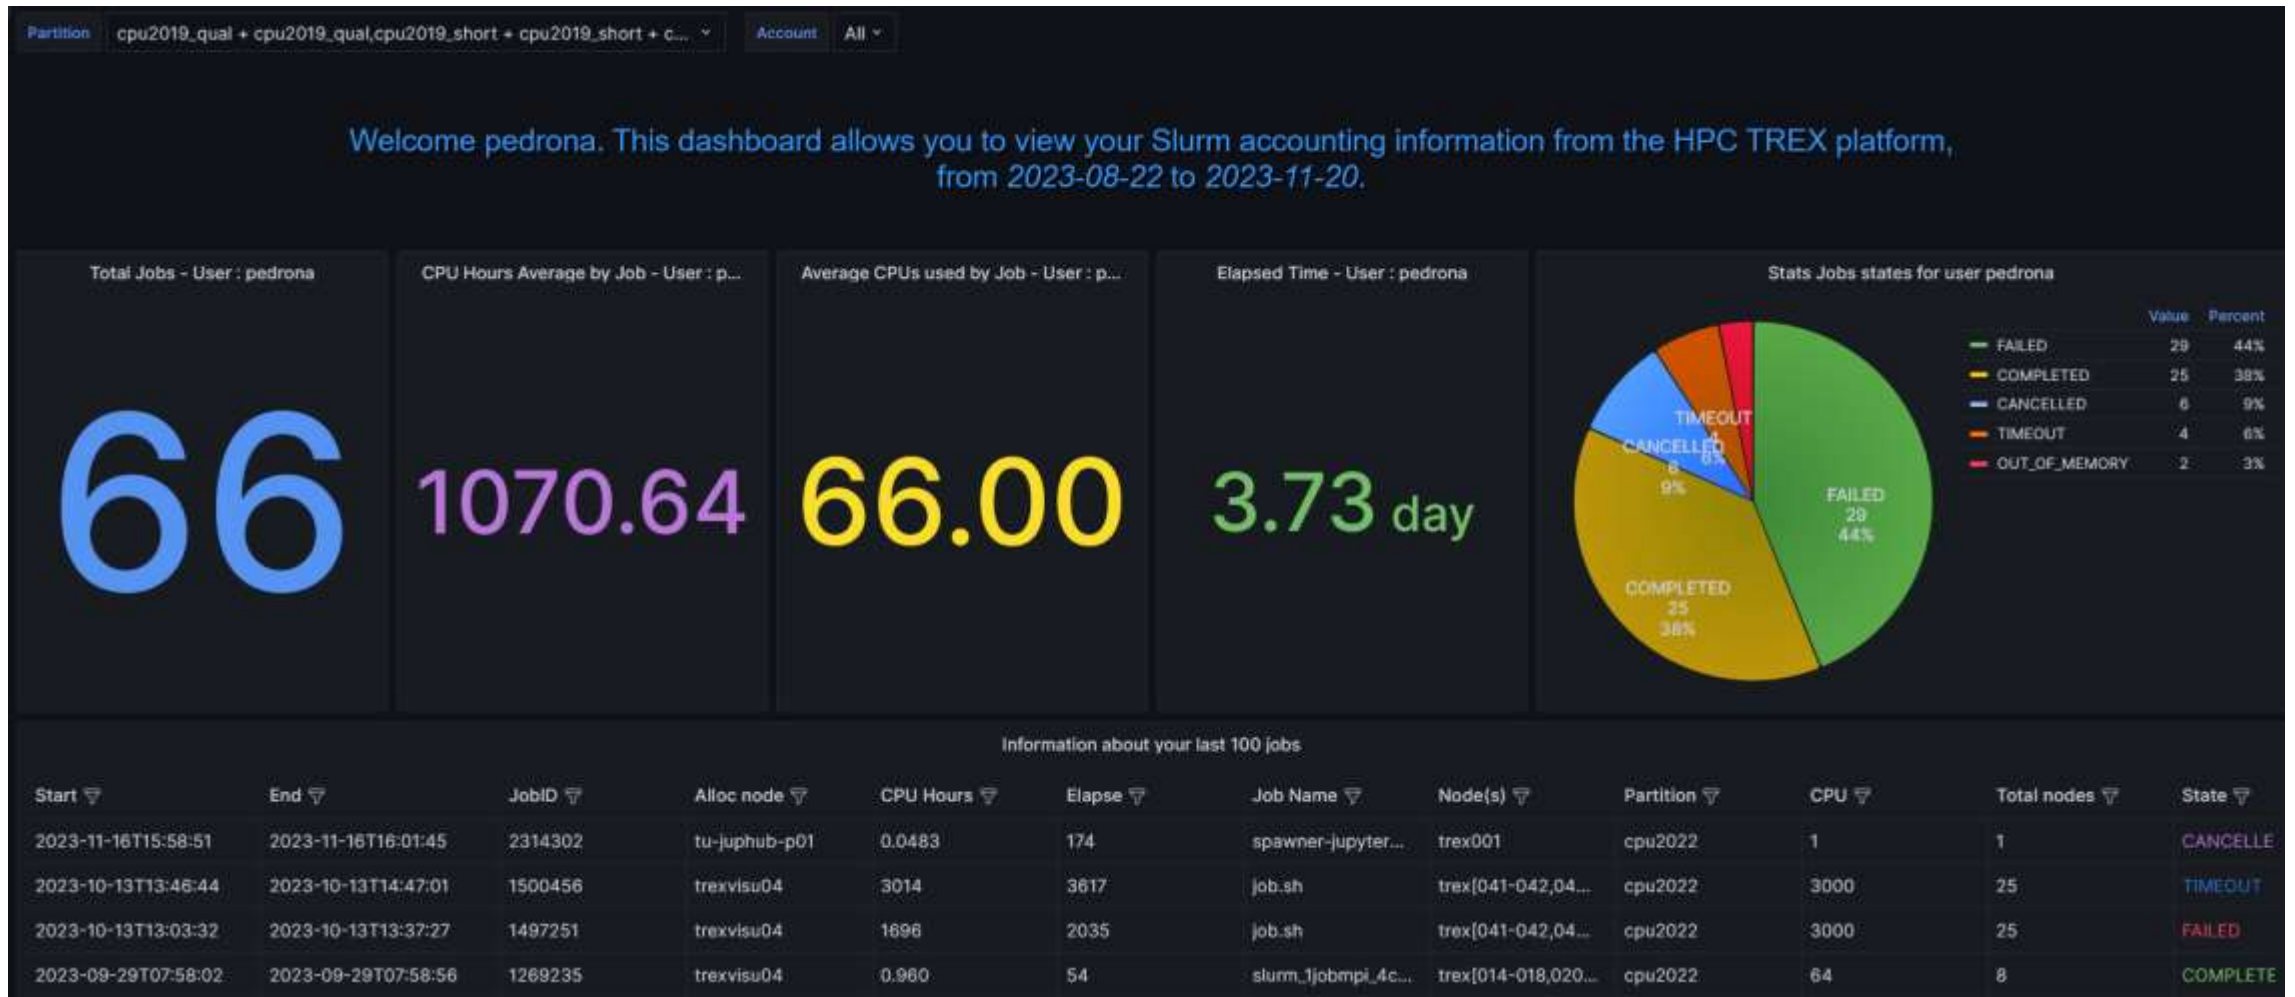 Partition cpu2019_qual + cpu2019_qual,cpu2019_short + cpu2019_short + c... Account All
Welcome pedrona. This dashboard allows you to view your Slurm accounting information from the HPC TREX platform,
from 2023-08-22 to 2023-11-20.
Total Jobs - User : pedrona
66
CPU Hours Average by Job - User : p...
1070.64
Average CPUs used by Job - User : p...
66.00
Elapsed Time - User : pedrona
3.73 day
Stats Jobs states for user pedrona
TIMEOUT
4
6%
CANCELLED
6
9%
FAILED
29
44%
COMPLETED
25
38%
Value Percent
FAILED 29 44%
COMPLETED 25 38%
CANCELLED 6 9%
TIMEOUT 4 6%
OUT_OF_MEMORY 2 3%
Information about your last 100 jobs
Start End JobID Alloc node CPU Hours Elapse Job Name Node(s) Partition CPU Total nodes State
2023-11-16T15:58:51 2023-11-16T16:01:45 2314302 tu-juphub-p01 0.0483 174 spawner-jupyter... trex001 cpu2022 1 1 CANCELLE
2023-10-13T13:46:44 2023-10-13T14:47:01 1500456 trexvisu04 3014 3617 job.sh trex[041-042,04... cpu2022 3000 25 TIMEOUT
2023-10-13T13:03:32 2023-10-13T13:37:27 1497251 trexvisu04 1696 2035 job.sh trex[041-042,04... cpu2022 3000 25 FAILED
2023-09-29T07:58:02 2023-09-29T07:58:56 1269235 trexvisu04 0.960 54 slurm_1jobmpi_4c... trex[014-018,020... cpu2022 64 8 COMPLETE